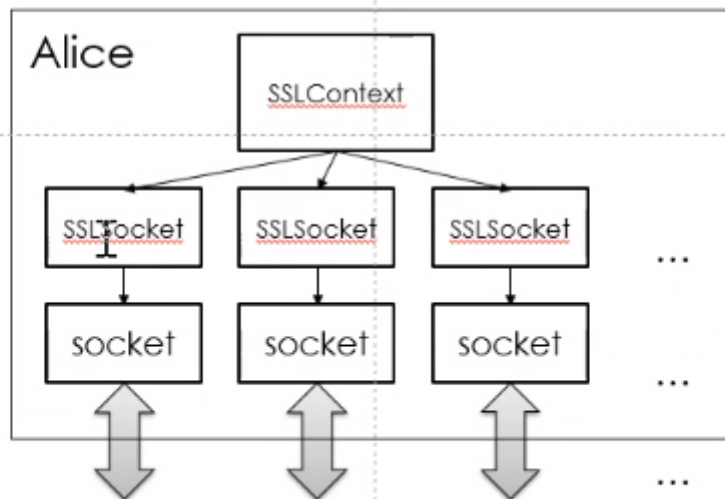 Alice
SSLContext
SSLSocket SSLSocket SSLSocket ...
socket socket socket ...
...